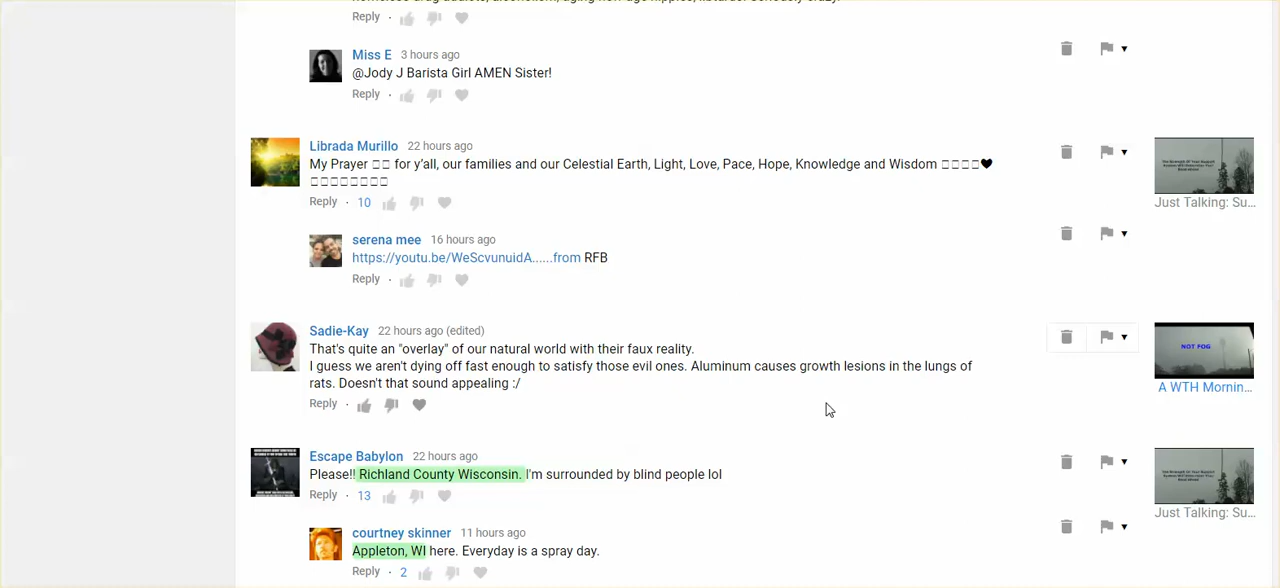 Reply ·
Miss E 3 hours ago
@Jody J Barista Girl AMEN Sister!
Reply ·
Librada Murillo 22 hours ago
My Prayer □□ for y'all, our families and our Celestial Earth, Light, Love, Pace, Hope, Knowledge and Wisdom □□□□♥
□□□□□□□□
Reply · 10
Just Talking: Su...
serena mee 16 hours ago
https://youtu.be/WeScvunuidA......from RFB
Reply ·
Sadie-Kay 22 hours ago (edited)
That's quite an "overlay" of our natural world with their faux reality.
I guess we aren't dying off fast enough to satisfy those evil ones. Aluminum causes growth lesions in the lungs of
rats. Doesn't that sound appealing :/
Reply ·
NOT FOG
A WTH Mornin...
Escape Babylon 22 hours ago
Please!! Richland County Wisconsin. I'm surrounded by blind people lol
Reply · 13
Just Talking: Su...
courtney skinner 11 hours ago
Appleton, WI here. Everyday is a spray day.
Reply · 2